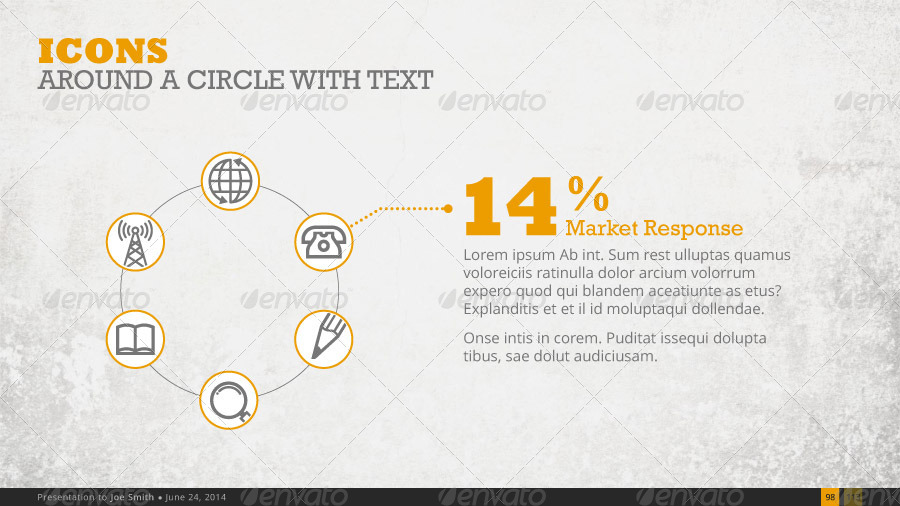 ICONS
AROUND A CIRCLE WITH TEXT
14%
Market Response
Lorem ipsum Ab int. Sum rest ulluptas quamus
voloreiciis ratinulla dolor arcium volorrum
expero quod qui blandem aceatiunte as etus?
Explanditis et et il id moluptaqui dollendae.
Onse intis in corem. Puditat issequi dolupta
tibus, sae dolut audiciusam.
Presentation to Joe Smith ● June 24, 2014
98
envato